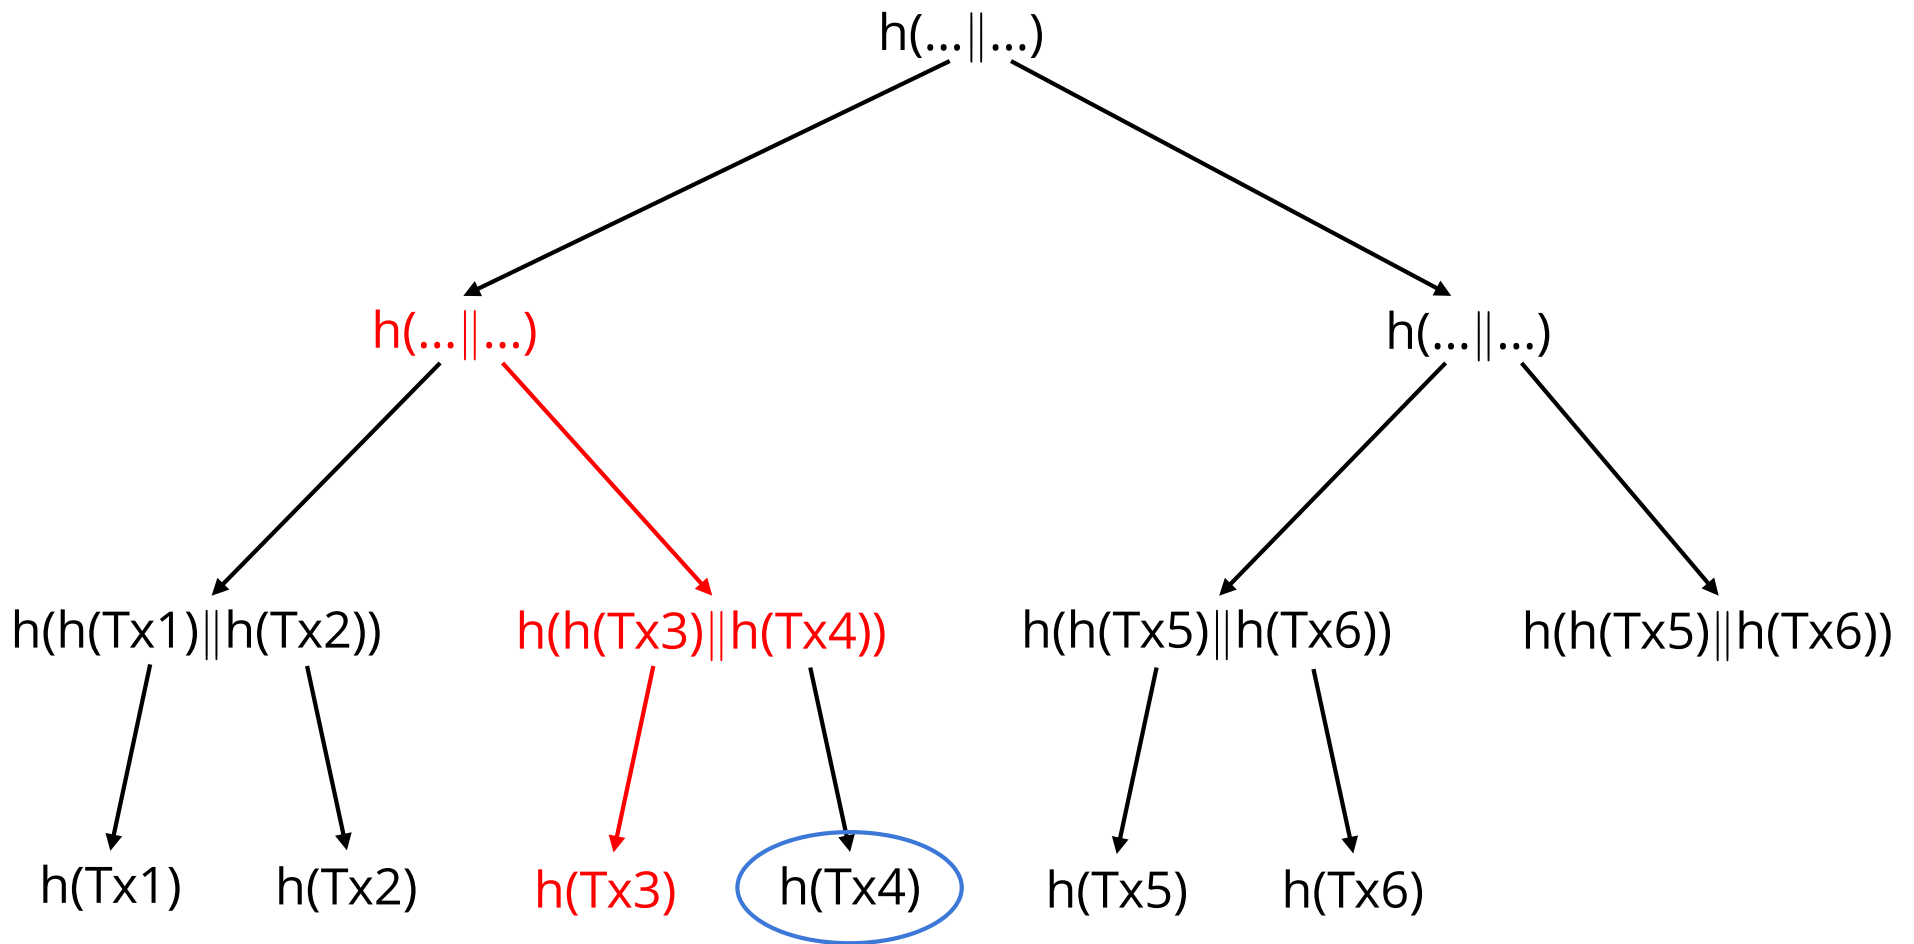 h(...||...)
h(...||...)
h(...||...)
h(h(Tx1)||h(Tx2))
h(h(Tx3)||h(Tx4))
h(h(Tx5)||h(Tx6))
h(h(Tx5)||h(Tx6))
h(Tx1)
h(Tx2)
h(Tx3)
h(Tx4)
h(Tx5)
h(Tx6)